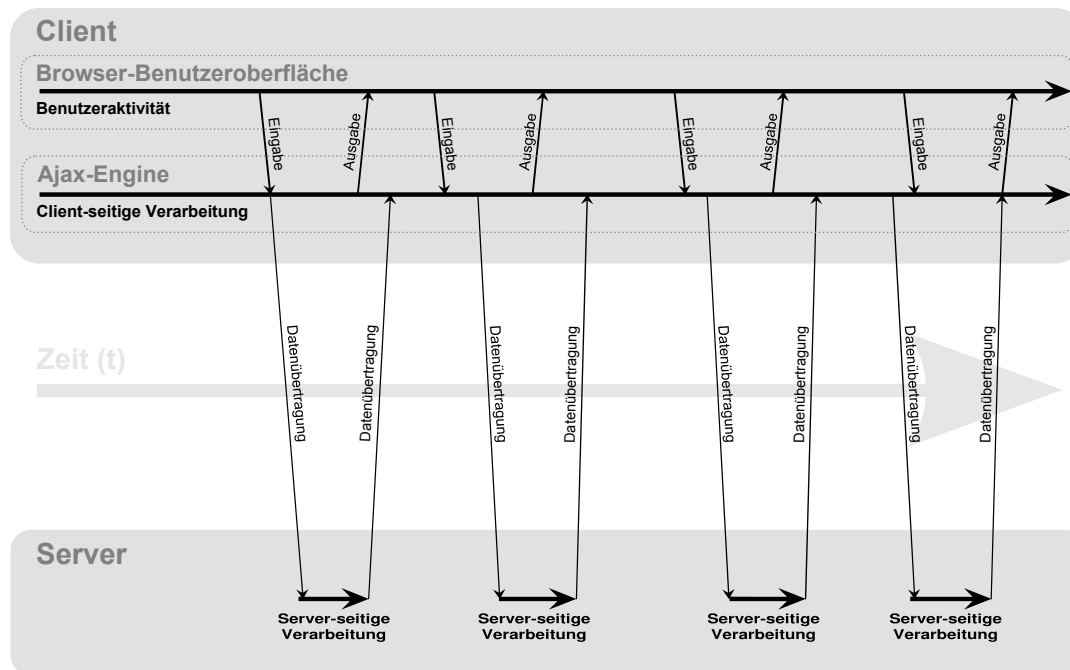 Client
Browser-Benutzeroberfläche
Benutzeraktivität
Eingabe
Ausgabe
Eingabe
Ausgabe
Eingabe
Ausgabe
Eingabe
Ausgabe
Ajax-Engine
Client-seitige Verarbeitung
Zeit (t)
Datenübertragung
Datenübertragung
Datenübertragung
Datenübertragung
Datenübertragung
Datenübertragung
Datenübertragung
Datenübertragung
Server
Server-seitige
Verarbeitung
Server-seitige
Verarbeitung
Server-seitige
Verarbeitung
Server-seitige
Verarbeitung